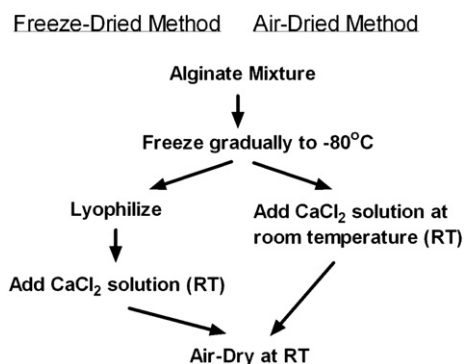 Freeze-Dried Method Air-Dried Method
Alginate Mixture
Freeze gradually to -80°C
Lyophilize
Add CaCl₂ solution at
room temperature (RT)
Add CaCl₂ solution (RT)
Air-Dry at RT